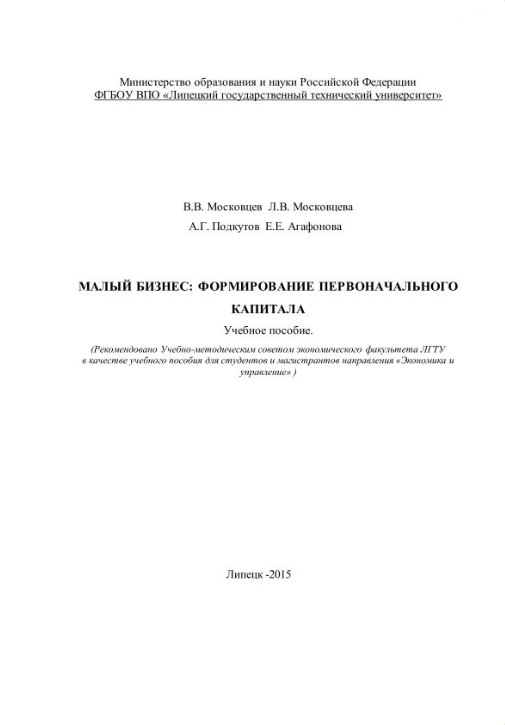 Министерство образования и науки Российской Федерации
ФГБОУ ВПО «Липецкий государственный технический университет»
В.В. Московцев Л.В. Московцева
А.Г. Подкутов Е.Е. Агафонова
МАЛЫЙ БИЗНЕС: ФОРМИРОВАНИЕ ПЕРВОНАЧАЛЬНОГО
КАПИТАЛА
Учебное пособие.
(Рекомендовано Учебно-методическим советом экономического факультета ЛГТУ
в качестве учебного пособия для студентов и магистрантов направления «Экономика и
управление» )
Липецк -2015